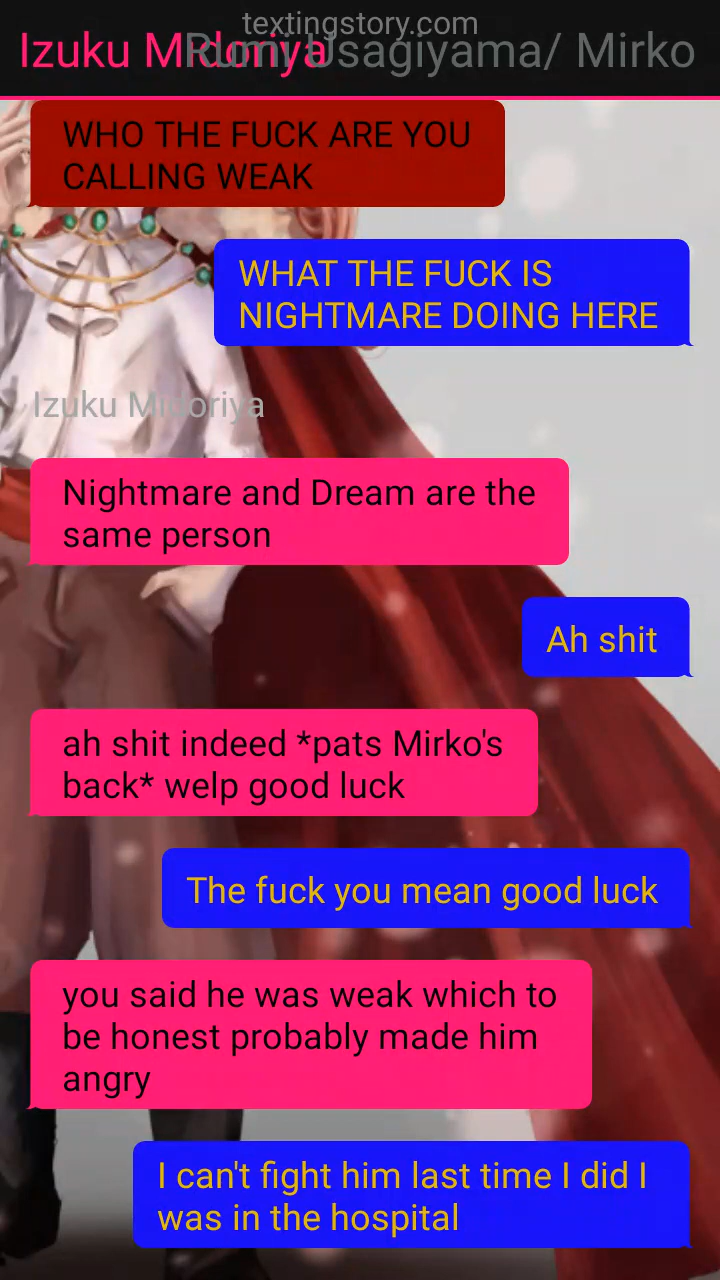 textingstory.com
Izuku Midoriya
Rumi Usagiyama/ Mirko
WHO THE FUCK ARE YOU
CALLING WEAK
WHAT THE FUCK IS
NIGHTMARE DOING HERE
Izuku Midoriya
Nightmare and Dream are the
same person
Ah shit
ah shit indeed *pats Mirko's
back* welp good luck
The fuck you mean good luck
you said he was weak which to
be honest probably made him
angry
I can't fight him last time I did I
was in the hospital